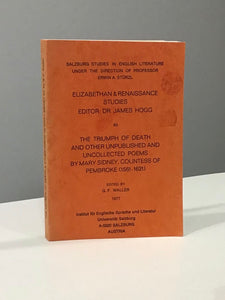 SALZBURG STUDIES IN ENGLISH LITERATURE
UNDER THE DIRECTION OF PROFESSOR
ERWIN A. STÜRZL
ELIZABETHAN & RENAISSANCE
STUDIES
EDITOR: DR. JAMES HOGG
THE TRIUMPH OF DEATH
AND OTHER UNPUBLISHED AND
UNCOLLECTED POEMS
BY MARY SIDNEY, COUNTESS OF
PEMBROKE (1561-1621)
EDITED BY
G. F. WALLER
1977
Institut für Englische Sprache und Literatur
Universität Salzburg
A-5020 SALZBURG
AUSTRIA